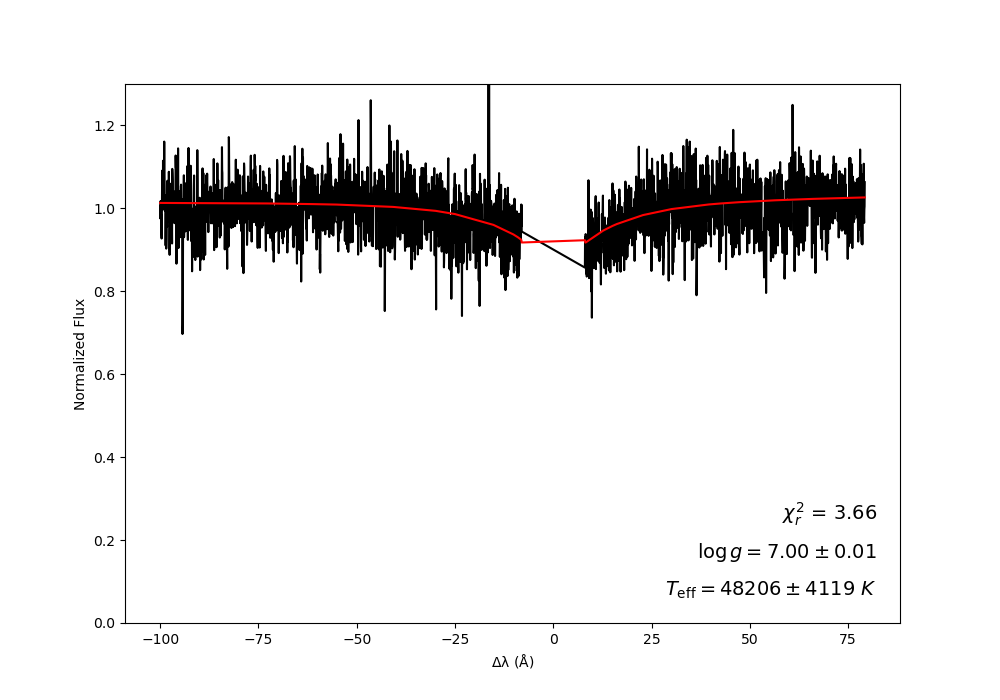 1.2
1.0
0.8
0.6
0.4
0.2
0.0
Normalized Flux
χ²ᵣ = 3.66
log g = 7.00 ± 0.01
T_eff = 48206 ± 4119 K
−100 −75 −50 −25 0 25 50 75
Δλ (Å)